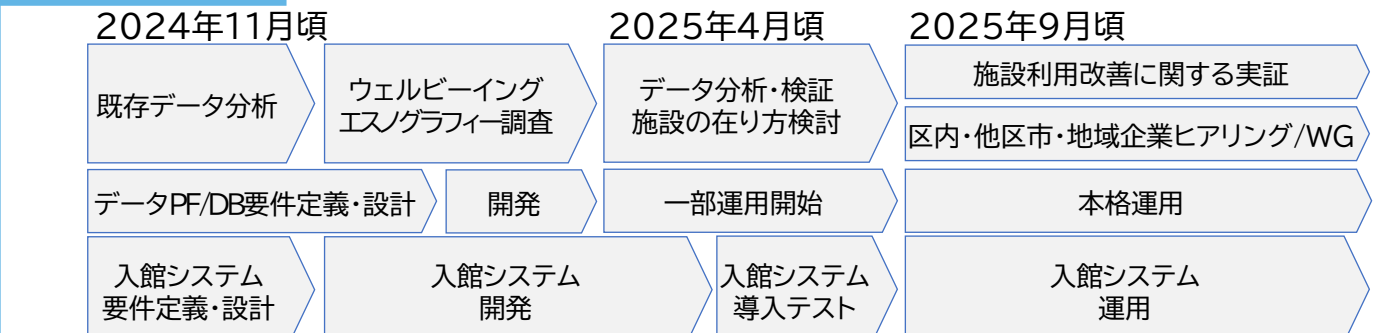 2024年11月頃
2025年4月頃
2025年9月頃
既存データ分析
ウェルビーイング
エスノグラフィー調査
データ分析・検証
施設の在り方検討
施設利用改善に関する実証
区内・他区市・地域企業ヒアリング/WG
データPF/DB要件定義・設計
開発
一部運用開始
本格運用
入館システム
要件定義・設計
入館システム
開発
入館システム
導入テスト
入館システム
運用